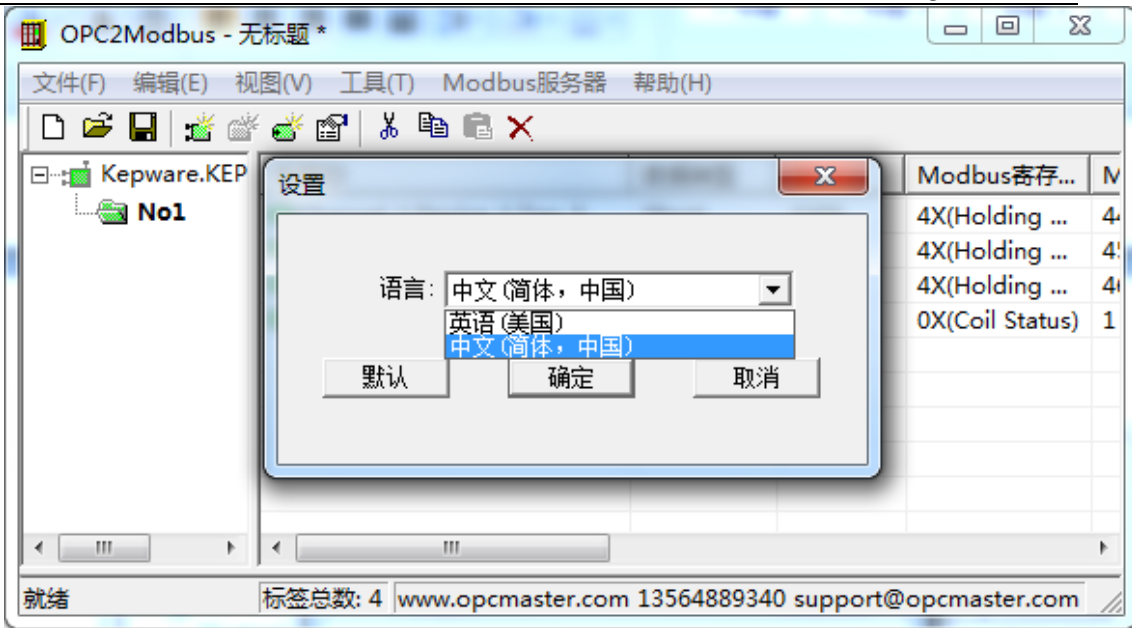 OPC2Modbus - 无标题 *
文件(F) 编辑(E) 视图(V) 工具(T) Modbus服务器 帮助(H)
Kepware.KEP
No1
Modbus寄存...
M
4X(Holding ...
4X(Holding ...
4X(Holding ...
0X(Coil Status) 1
设置
语言: 中文(简体，中国)
英语(美国)
中文(简体，中国)
默认 确定 取消
就绪 标签总数: 4 www.opcmaster.com 13564889340 support@opcmaster.com